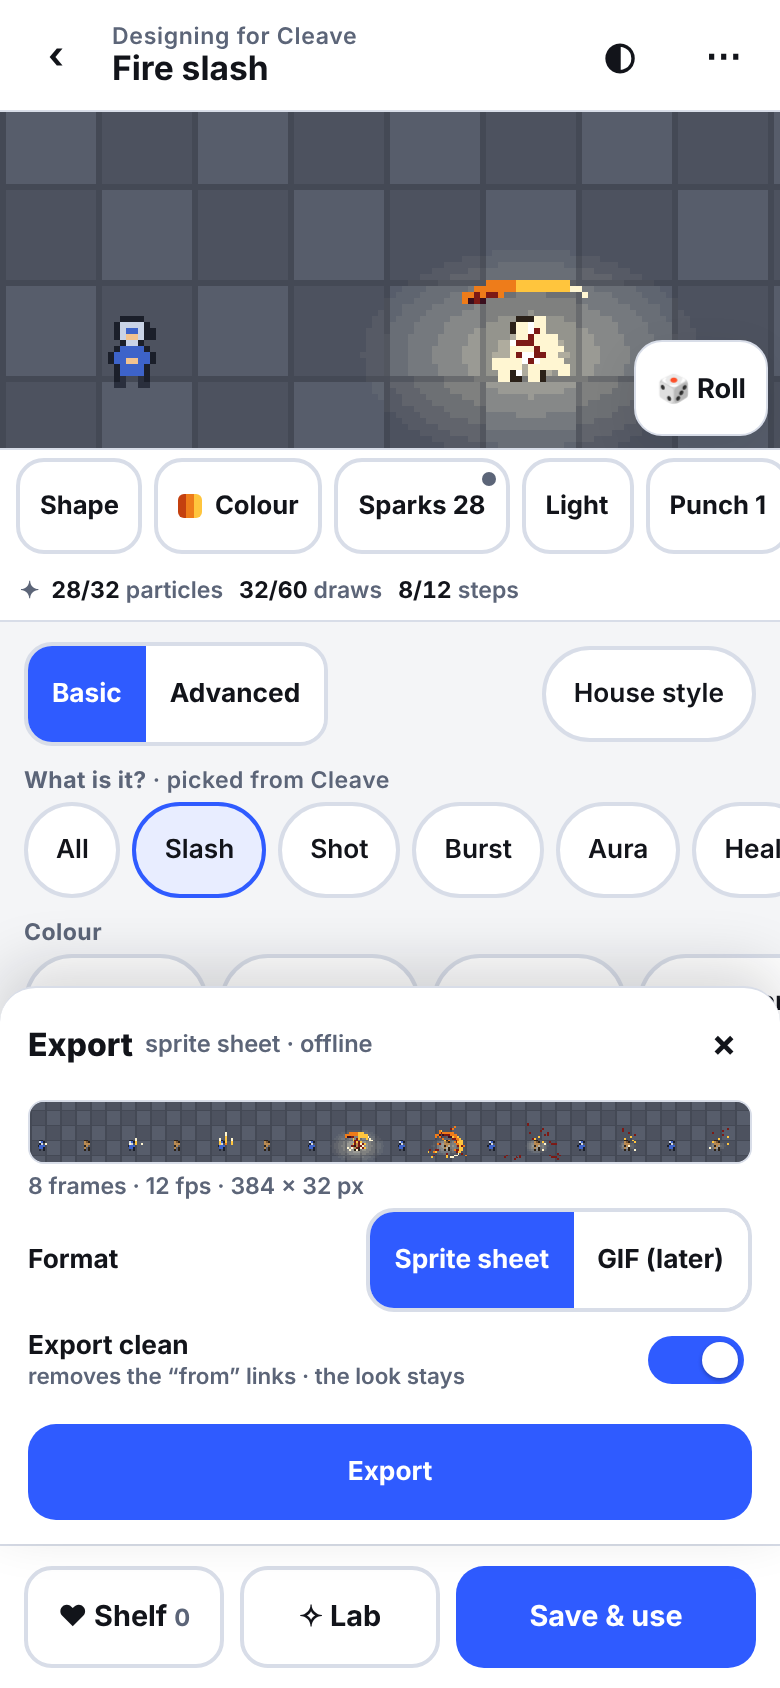 Designing for Cleave
Fire slash
Roll
Shape
Colour
Sparks 28
Light
Punch 1
28/32 particles 32/60 draws 8/12 steps
Basic
Advanced
House style
What is it? · picked from Cleave
All
Slash
Shot
Burst
Aura
Heal
Colour
Export sprite sheet · offline
8 frames · 12 fps · 384 × 32 px
Format
Sprite sheet
GIF (later)
Export clean
removes the “from” links · the look stays
Export
Shelf 0
Lab
Save & use